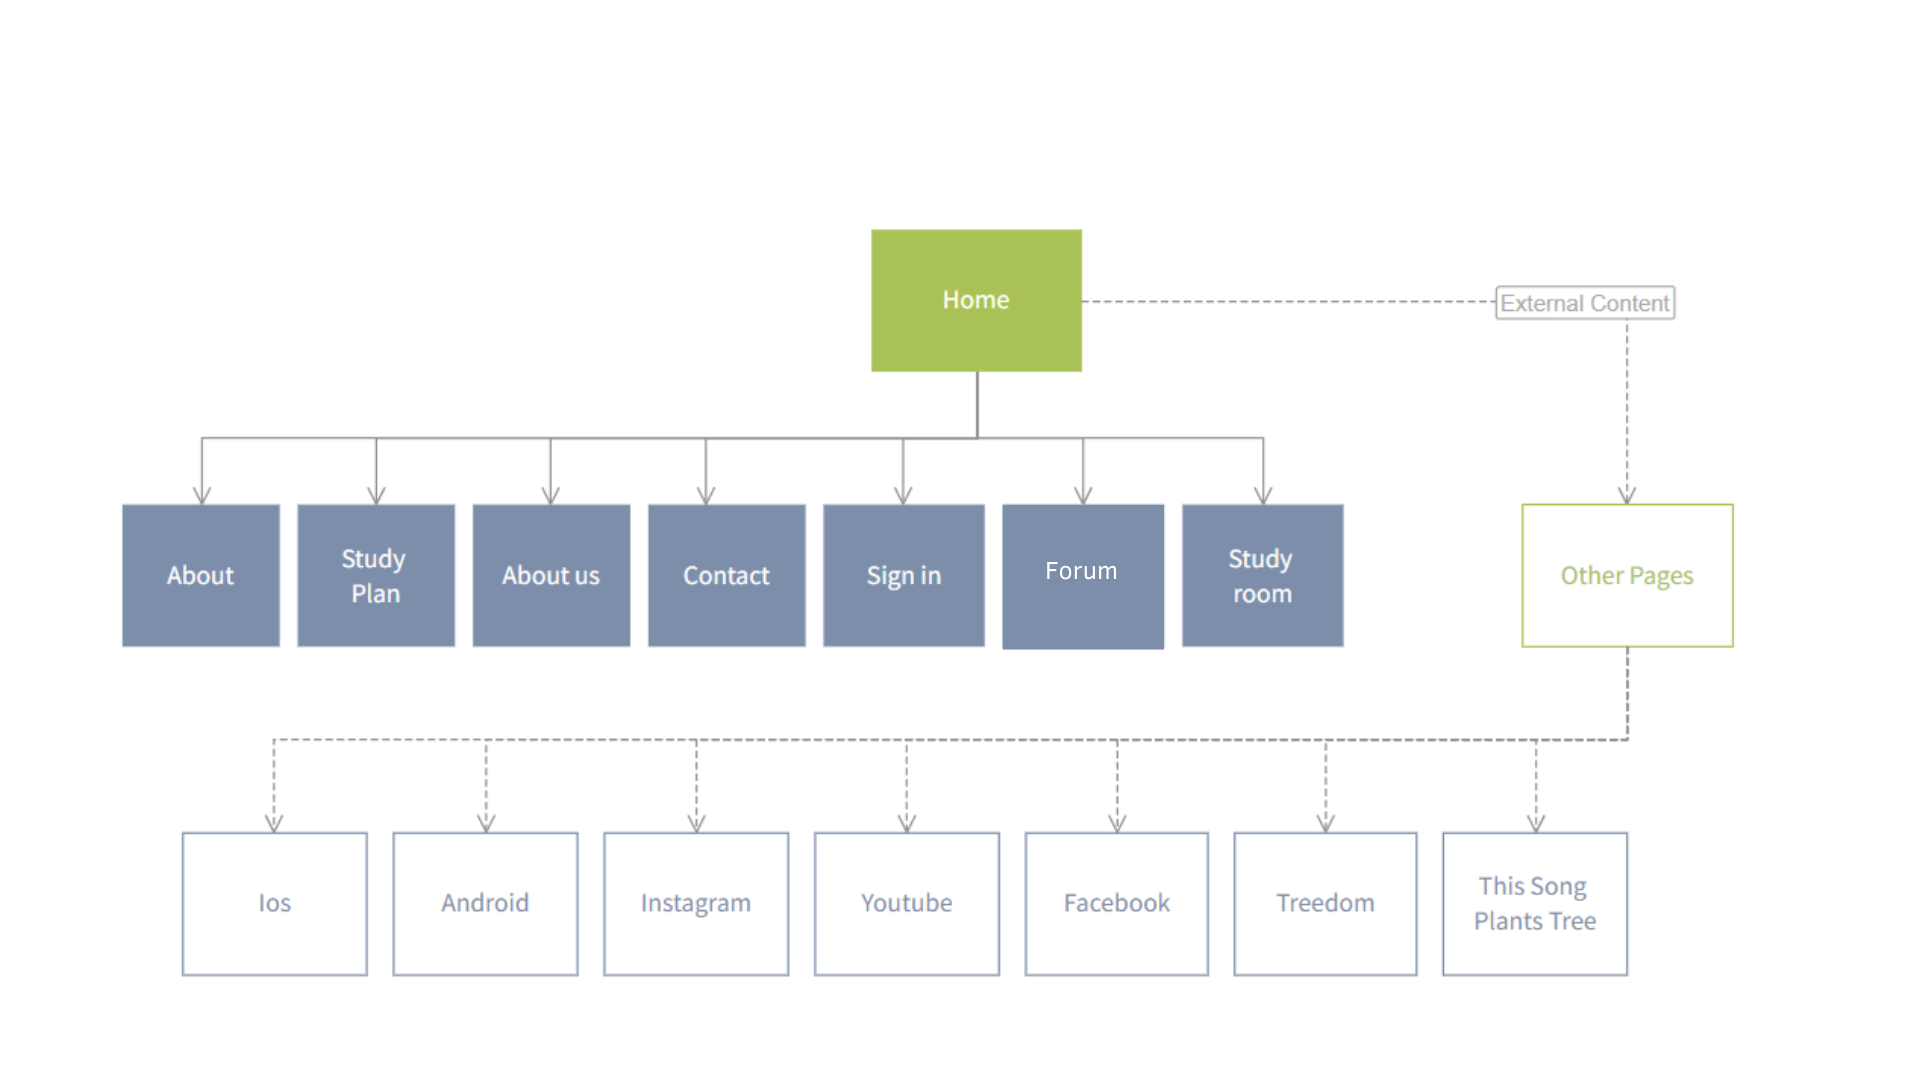 Home
External Content
About
Study
Plan
About us
Contact
Sign in
Forum
Study
room
Other Pages
Ios
Android
Instagram
Youtube
Facebook
Treedom
This Song
Plants Tree